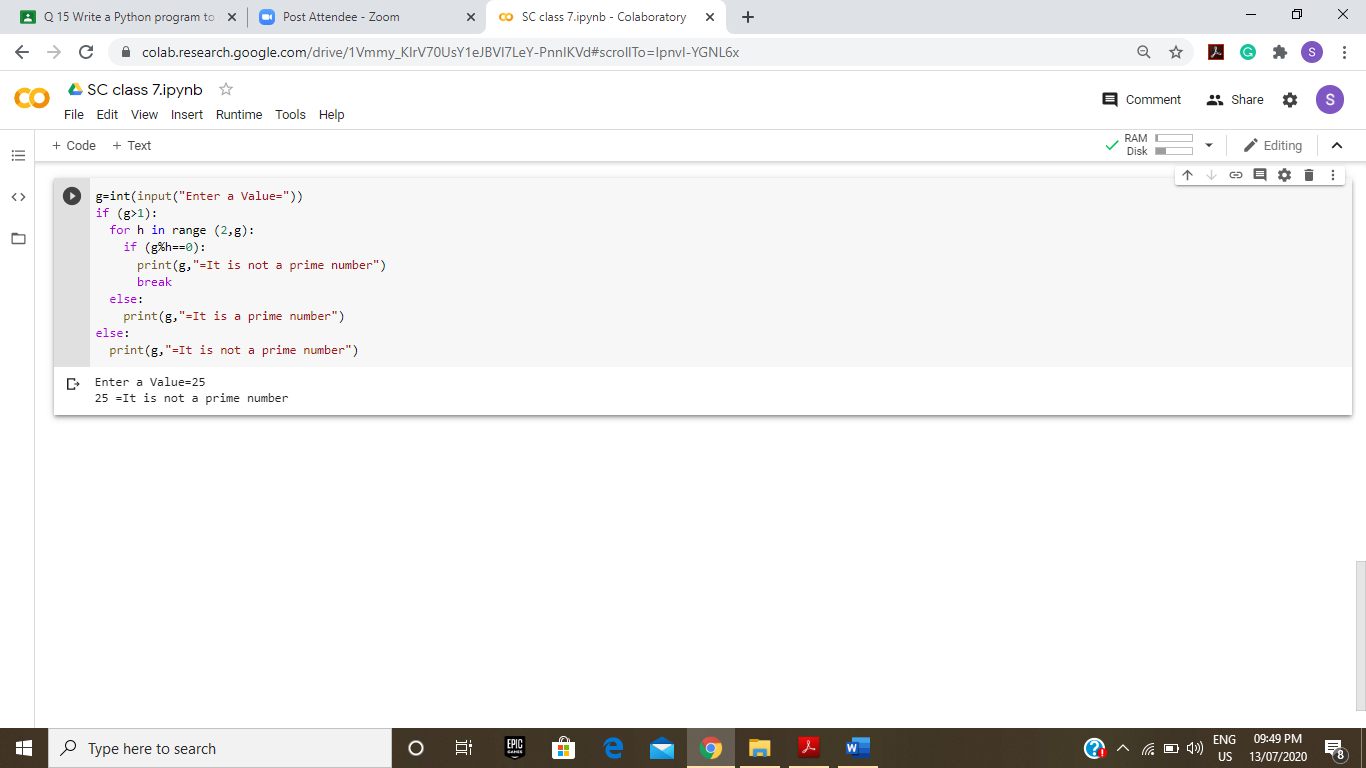 Q 15 Write a Python program to
Post Attendee - Zoom
SC class 7.ipynb - Colaboratory
colab.research.google.com/drive/1Vmmy_KIrV70UsY1eJBVI7LeY-PnnIKVd#scrollTo=Ipnvl-YGNL6x
S
CO SC class 7.ipynb
Comment
Share
S
File Edit View Insert Runtime Tools Help
+ Code + Text
RAM
Disk
Editing
g=int(input("Enter a Value="))
if (g>1):
  for h in range (2,g):
    if (g%h==0):
      print(g,"=It is not a prime number")
      break
  else:
    print(g,"=It is a prime number")
else:
  print(g,"=It is not a prime number")
Enter a Value=25
25 =It is not a prime number
Type here to search
EPIC
GAMES
ENG
US
09:49 PM
13/07/2020
8